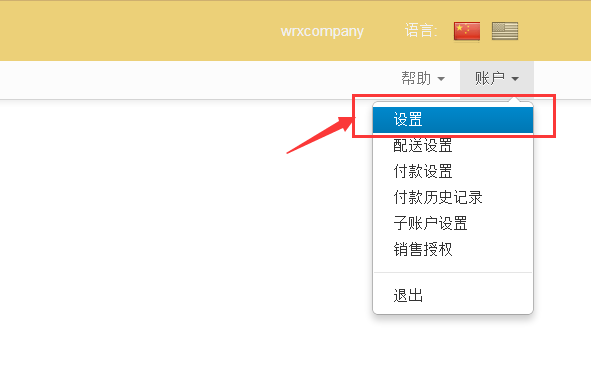 wrxcompany 语言:
帮助 账户
设置
配送设置
付款设置
付款历史记录
子账户设置
销售授权
退出